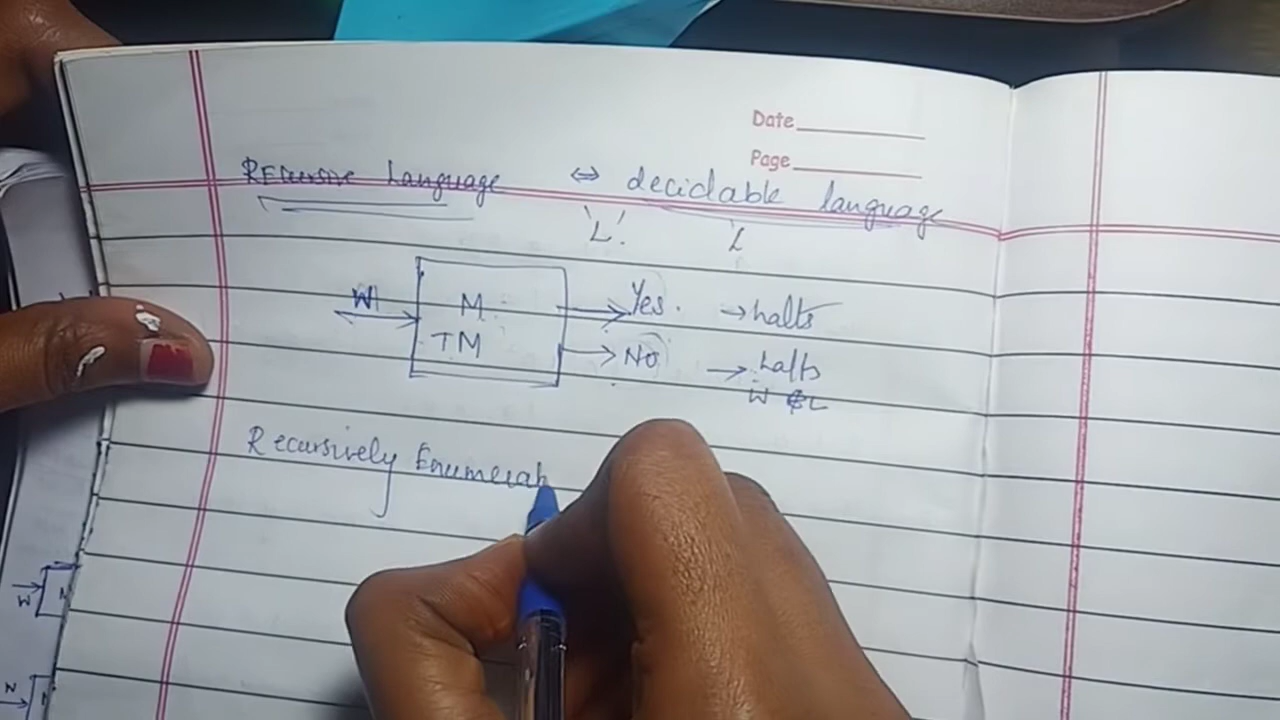 Date
Page
RECursive Language ⇔ decidable language
'L'. 'L
W M → Yes. → halts
TM → No → halts
W ∉ L
Recursively Enumerab
W